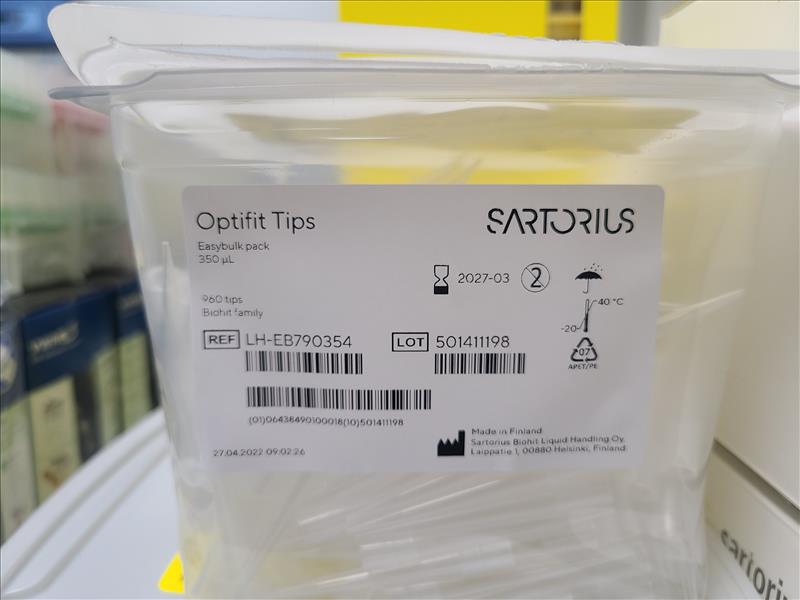 Optifit Tips
SARTORIUS
Easybulk pack
350 µL
2027-03
2
40 °C
-20
960 tips
Biohit family
REF LH-EB790354
LOT 501411198
07
APET/PE
(01)06438490100018(10)501411198
27.04.2022 09:02:26
Made in Finland
Sartorius Biohit Liquid Handling Oy,
Laippatie 1, 00880 Helsinki, Finland